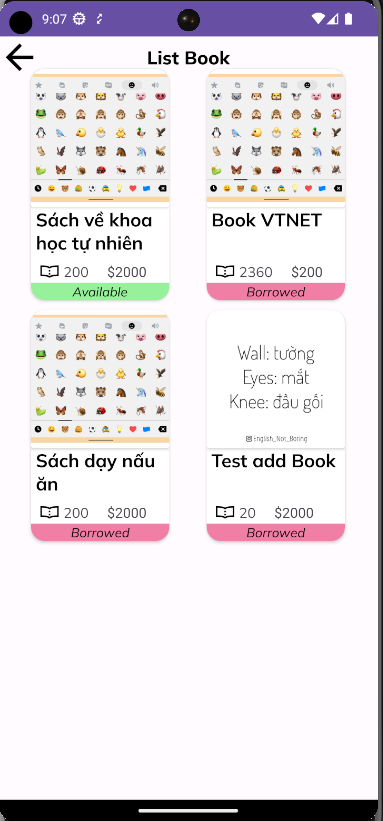 9:07
List Book
Sách về khoa
học tự nhiên
200 $2000
Available
Book VTNET
2360 $200
Borrowed
Sách dạy nấu
ăn
200 $2000
Borrowed
Wall: tường
Eyes: mắt
Knee: đầu gối
English_Not_Boring
Test add Book
20 $2000
Borrowed